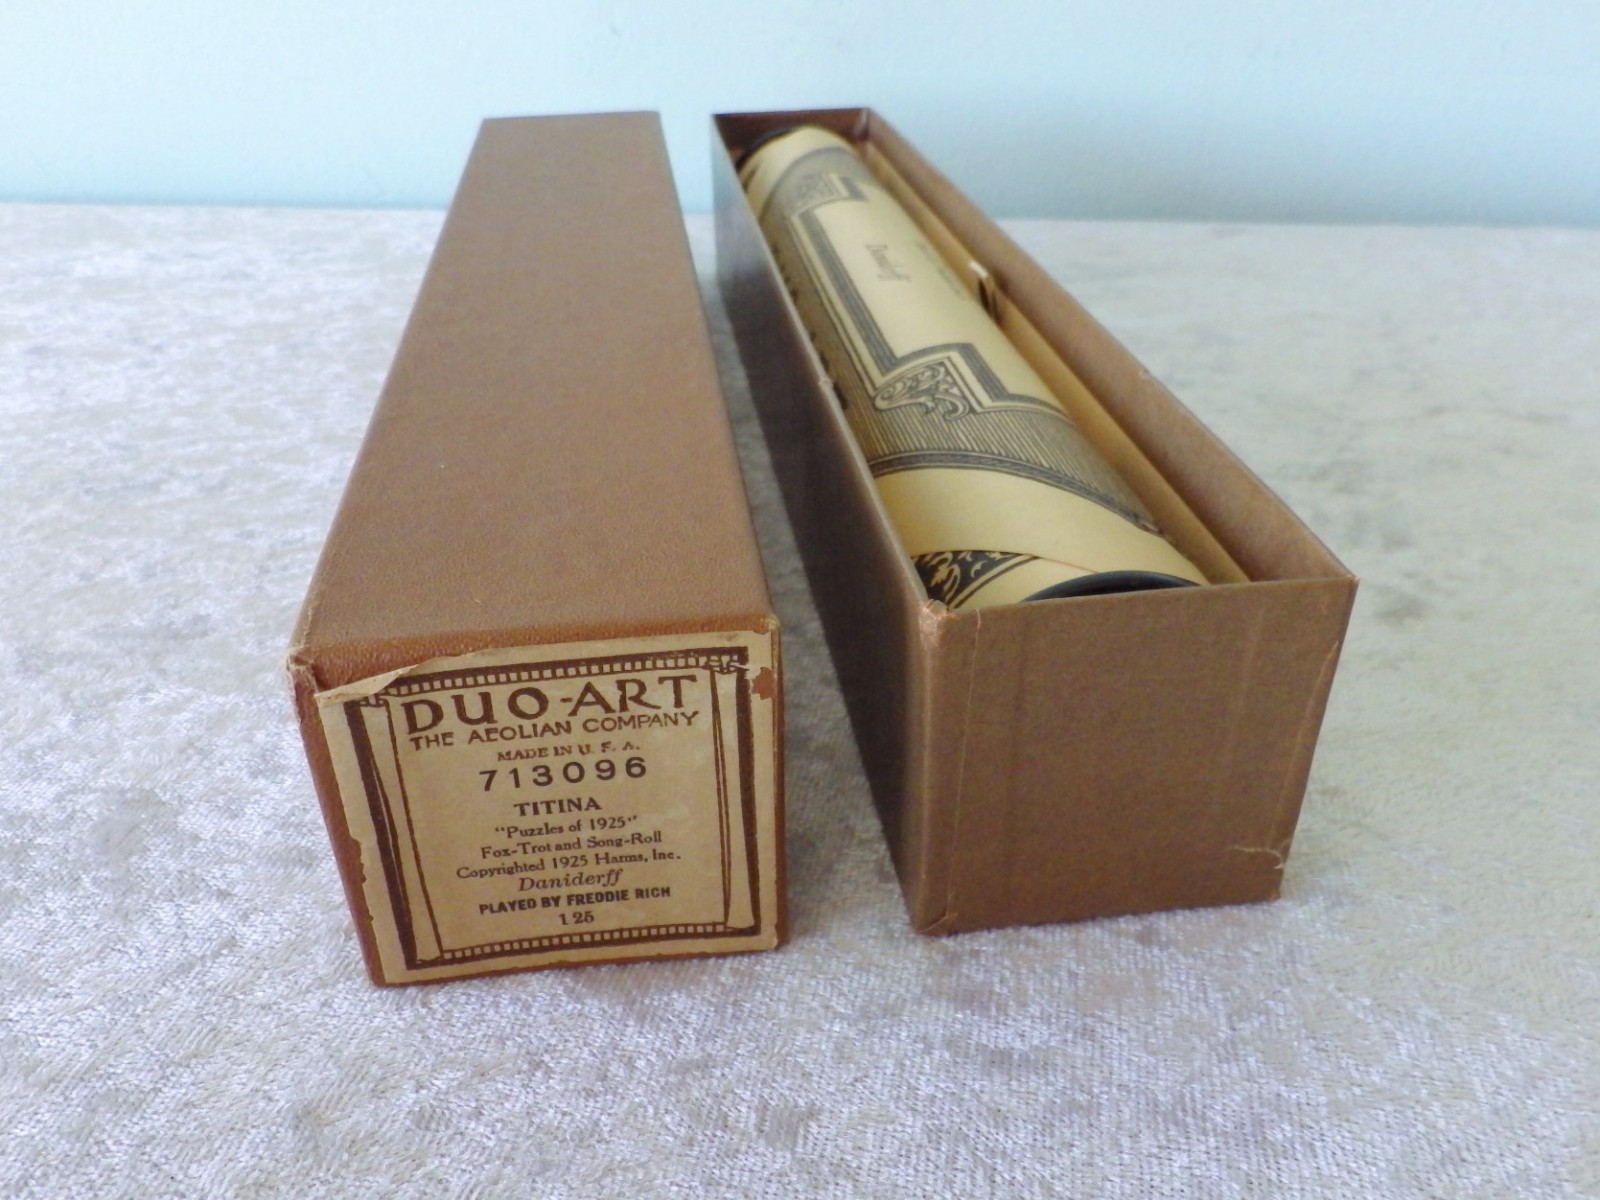 DUO-ART
THE AEOLIAN COMPANY
MADE IN U. S. A.
713096
TITINA
"Puzzles of 1925"
Fox-Trot and Song-Roll
Copyrighted 1925 Harms, Inc.
Daniderff
PLAYED BY FREDDIE RICH
1 25
Daniderff